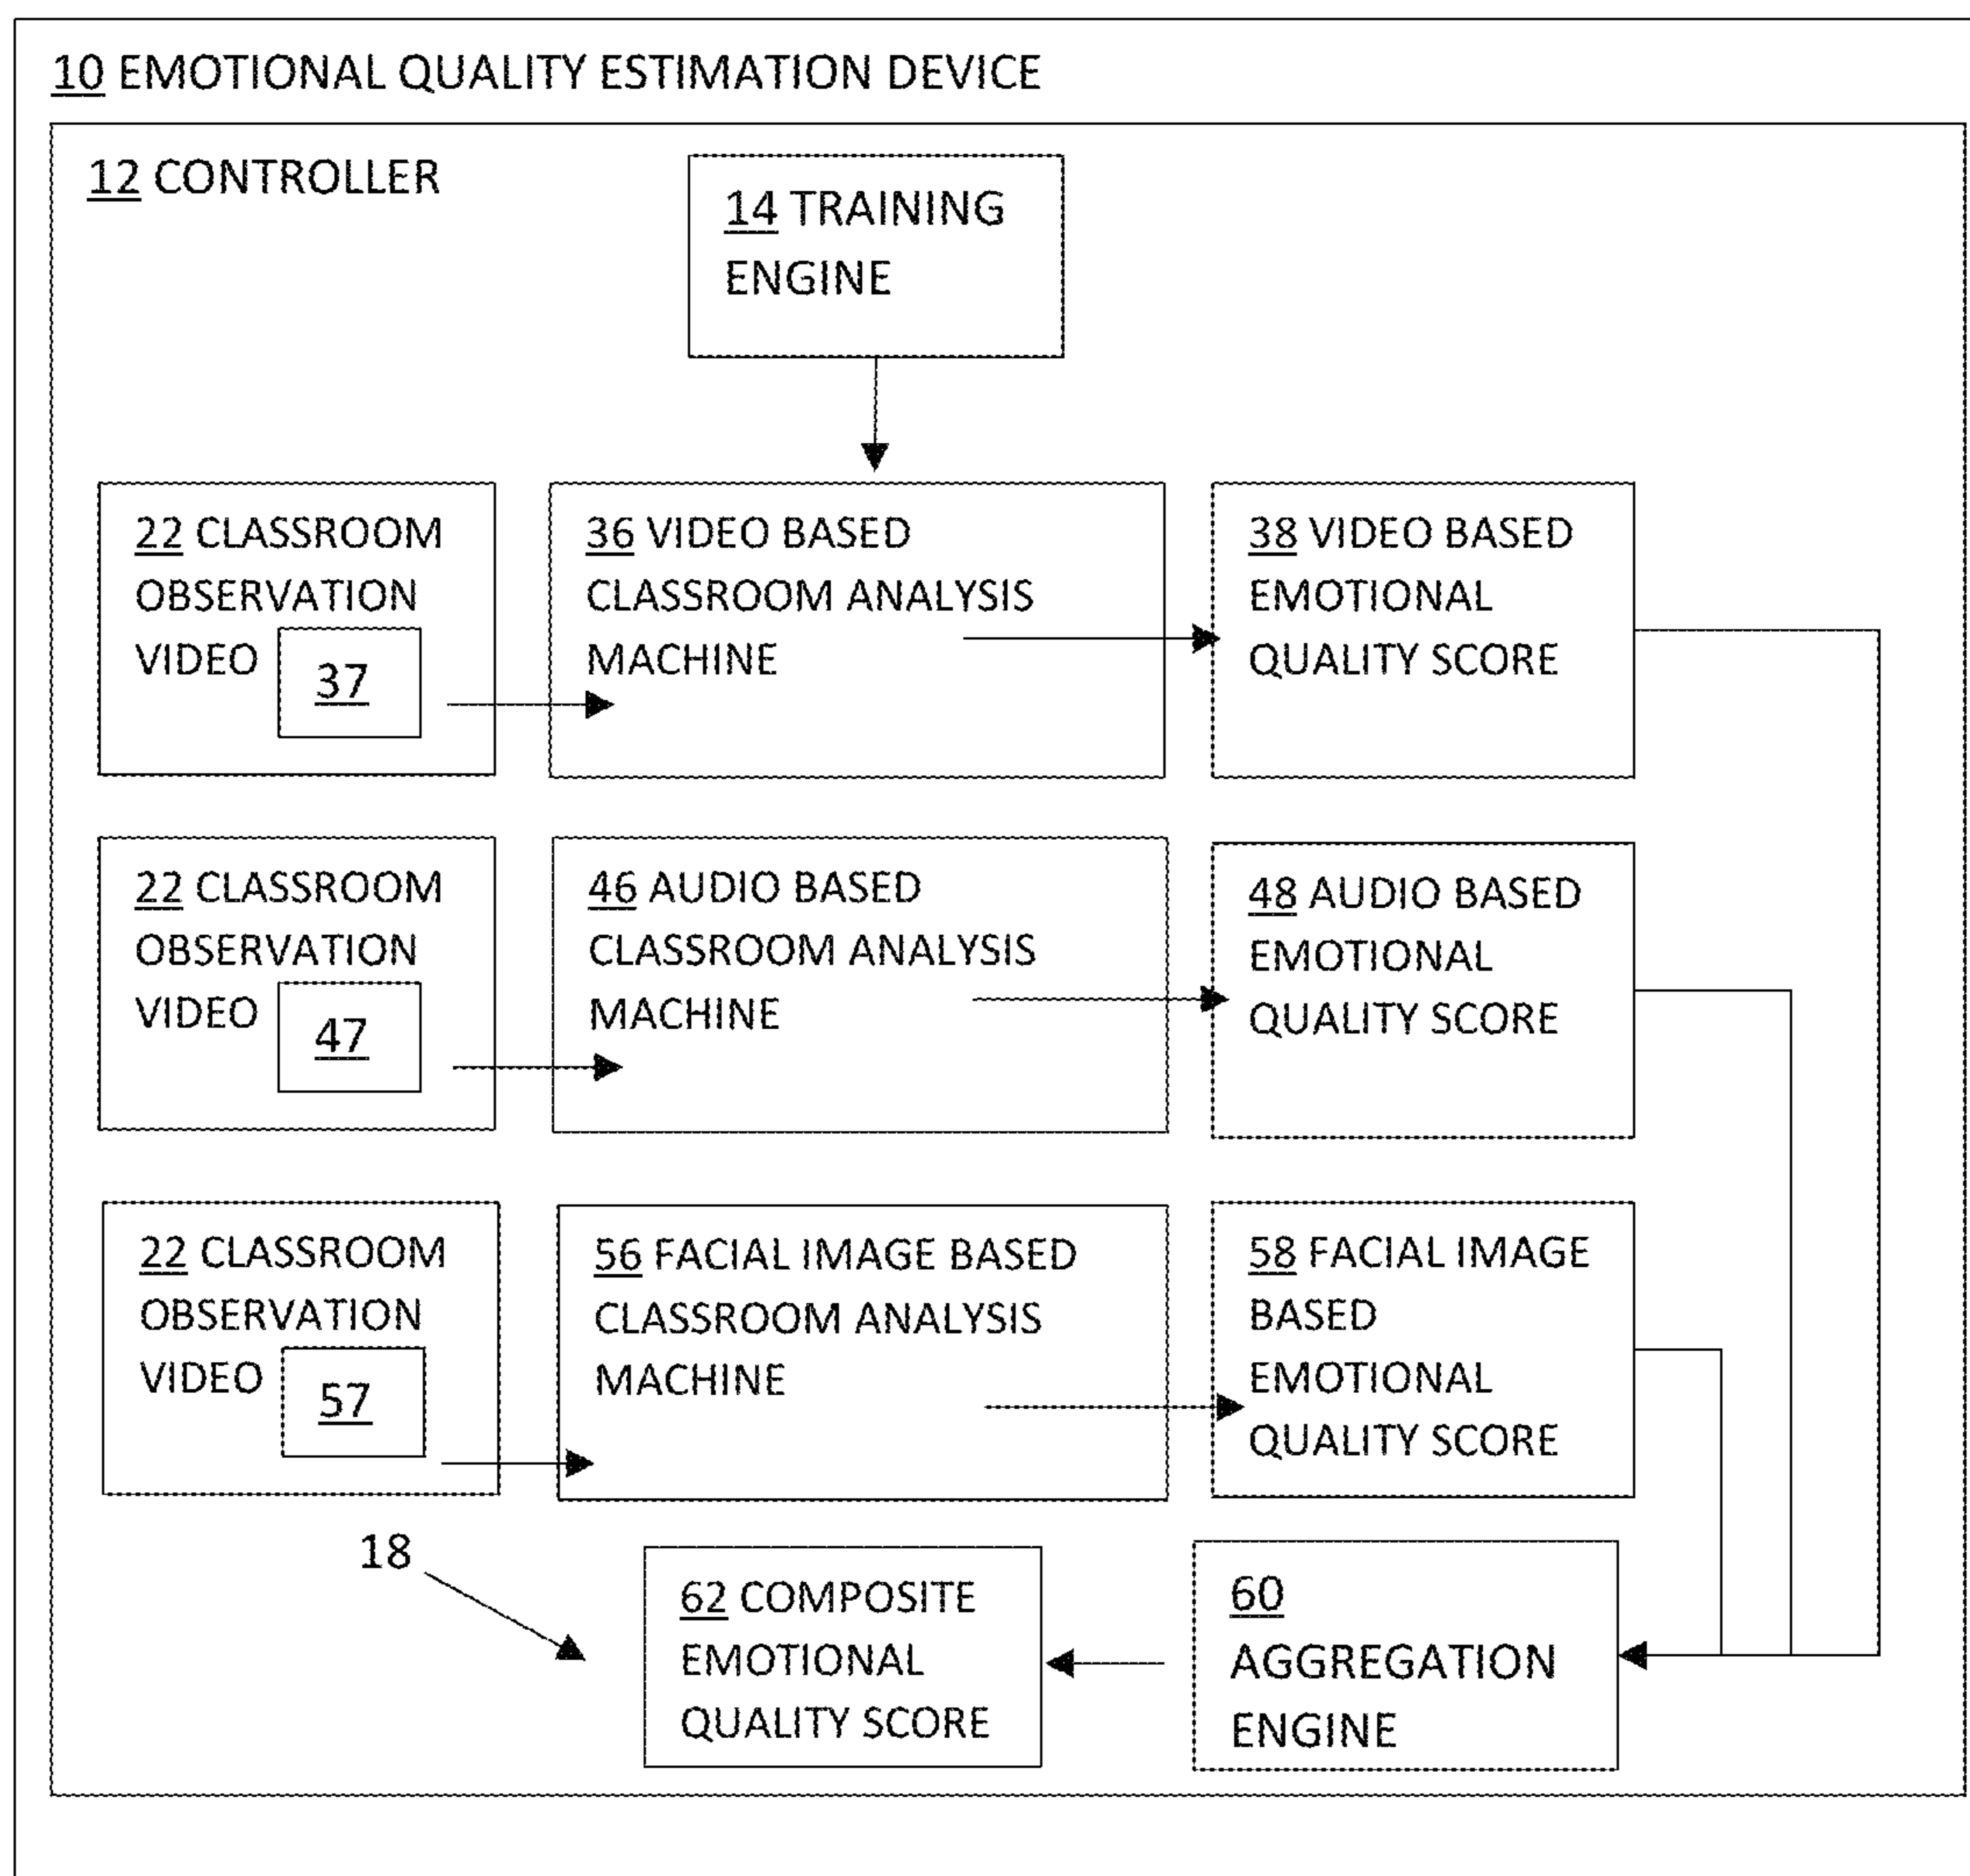 10 EMOTIONAL QUALITY ESTIMATION DEVICE
12 CONTROLLER
14 TRAINING
ENGINE
22 CLASSROOM
OBSERVATION
VIDEO
37
36 VIDEO BASED
CLASSROOM ANALYSIS
MACHINE
38 VIDEO BASED
EMOTIONAL
QUALITY SCORE
22 CLASSROOM
OBSERVATION
VIDEO
47
46 AUDIO BASED
CLASSROOM ANALYSIS
MACHINE
48 AUDIO BASED
EMOTIONAL
QUALITY SCORE
22 CLASSROOM
OBSERVATION
VIDEO
57
56 FACIAL IMAGE BASED
CLASSROOM ANALYSIS
MACHINE
58 FACIAL IMAGE
BASED
EMOTIONAL
QUALITY SCORE
18
62 COMPOSITE
EMOTIONAL
QUALITY SCORE
60
AGGREGATION
ENGINE